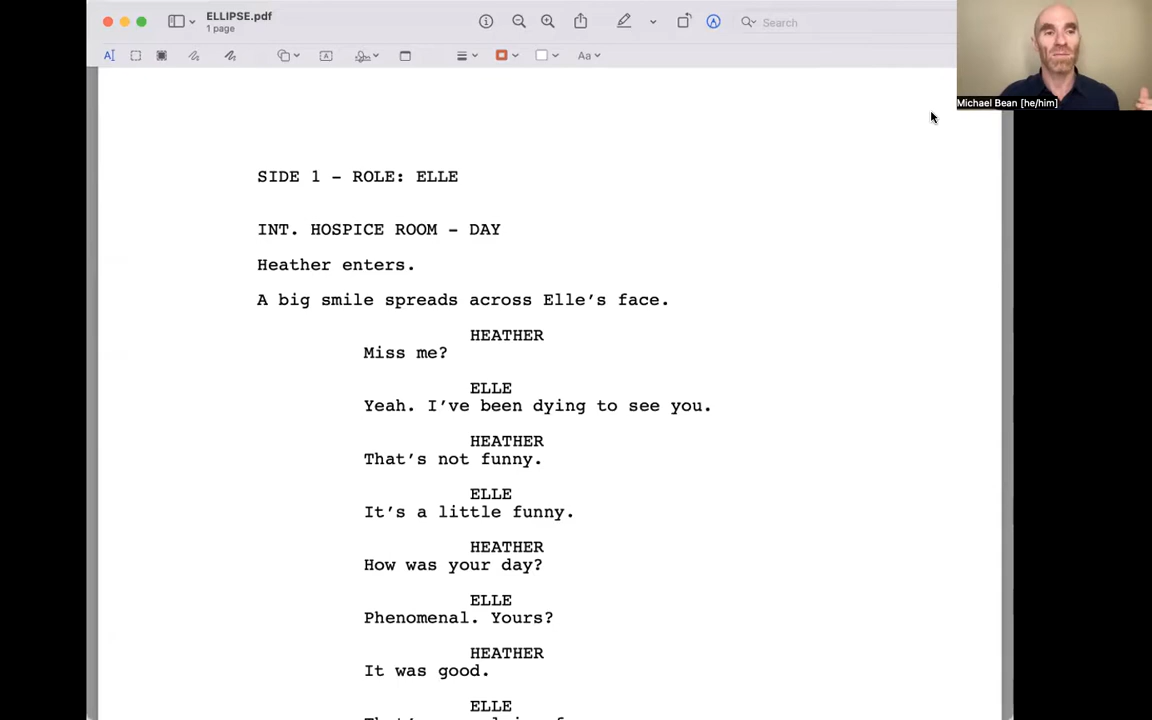 ELLIPSE.pdf
1 page
Search
Aa
Michael Bean [he/him]
SIDE 1 - ROLE: ELLE
INT. HOSPICE ROOM - DAY
Heather enters.
A big smile spreads across Elle's face.
HEATHER
Miss me?
ELLE
Yeah. I've been dying to see you.
HEATHER
That's not funny.
ELLE
It's a little funny.
HEATHER
How was your day?
ELLE
Phenomenal. Yours?
HEATHER
It was good.
ELLE